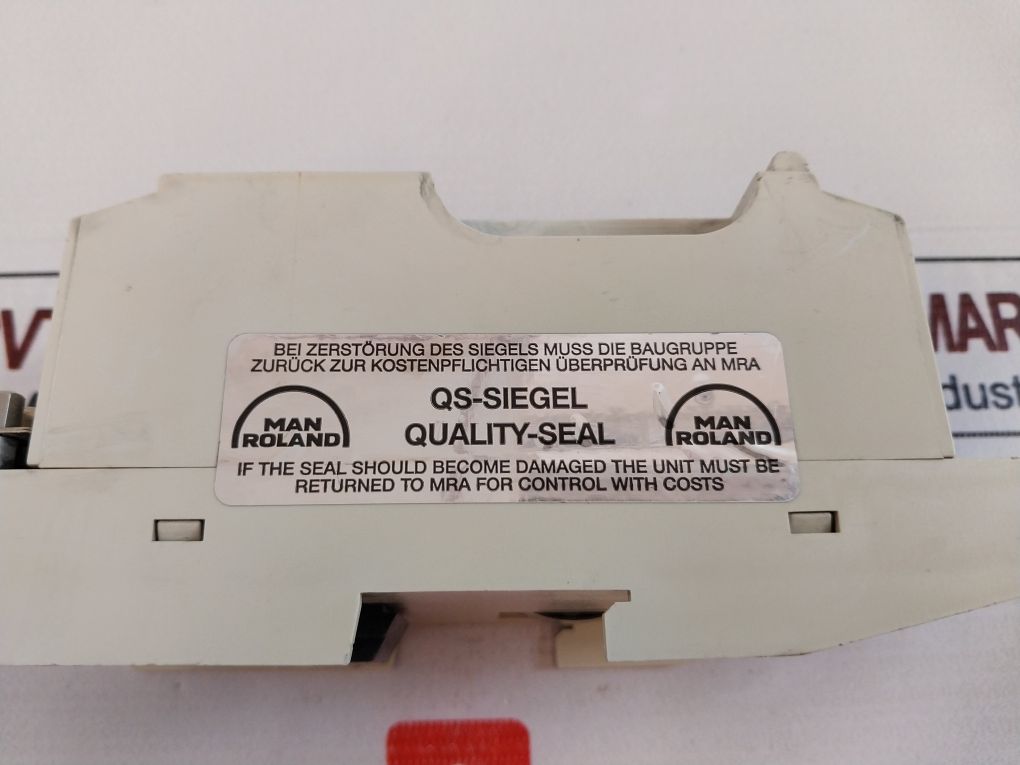 BEI ZERSTÖRUNG DES SIEGELS MUSS DIE BAUGRUPPE
ZURÜCK ZUR KOSTENPFLICHTIGEN ÜBERPRÜFUNG AN MRA
MAN
ROLAND
QS-SIEGEL
QUALITY-SEAL
MAN
ROLAND
IF THE SEAL SHOULD BECOME DAMAGED THE UNIT MUST BE
RETURNED TO MRA FOR CONTROL WITH COSTS